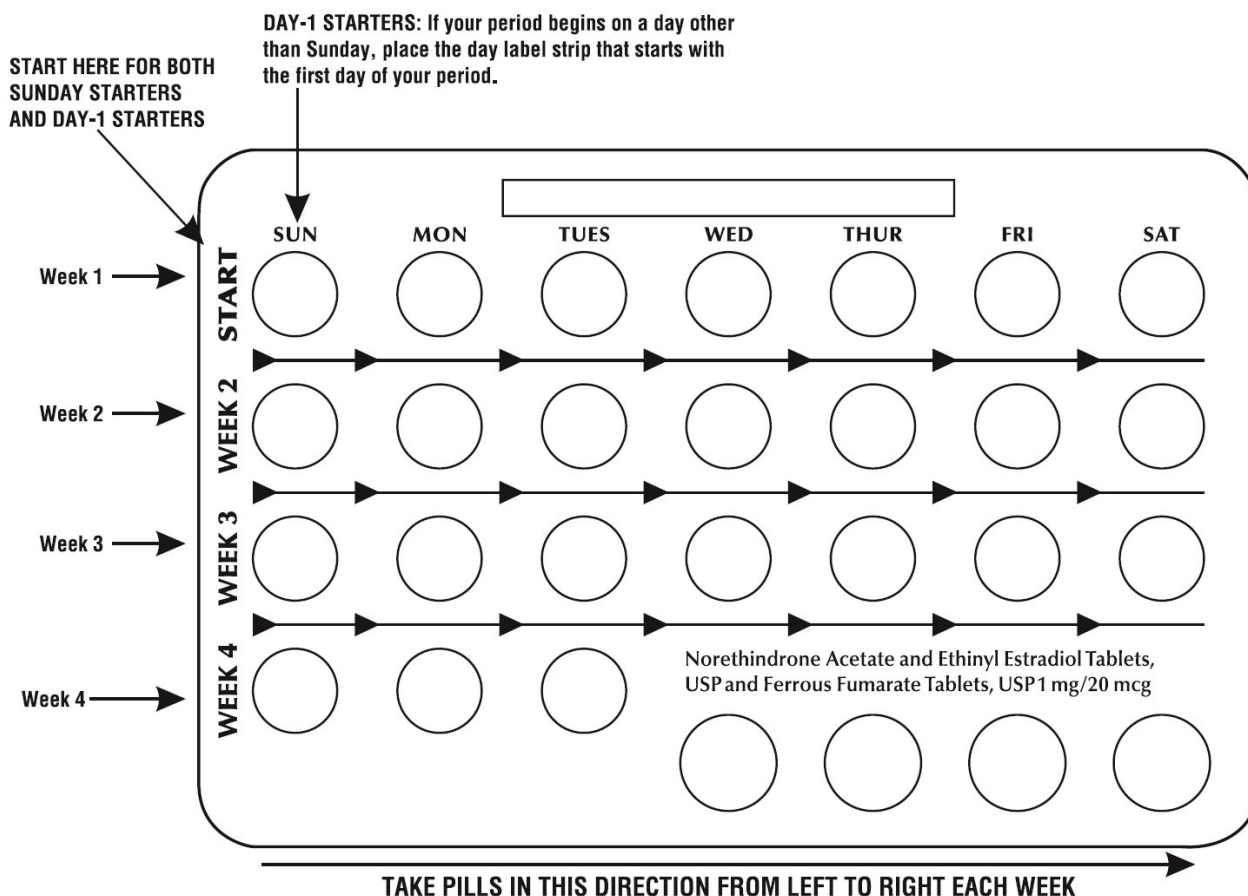 DAY-1 STARTERS: If your period begins on a day other
than Sunday, place the day label strip that starts with
the first day of your period.
START HERE FOR BOTH
SUNDAY STARTERS
AND DAY-1 STARTERS
SUN MON TUES WED THUR FRI SAT
Week 1
START
Week 2
WEEK 2
Week 3
WEEK 3
Week 4
WEEK 4
Norethindrone Acetate and Ethinyl Estradiol Tablets,
USP and Ferrous Fumarate Tablets, USP 1 mg/20 mcg
TAKE PILLS IN THIS DIRECTION FROM LEFT TO RIGHT EACH WEEK